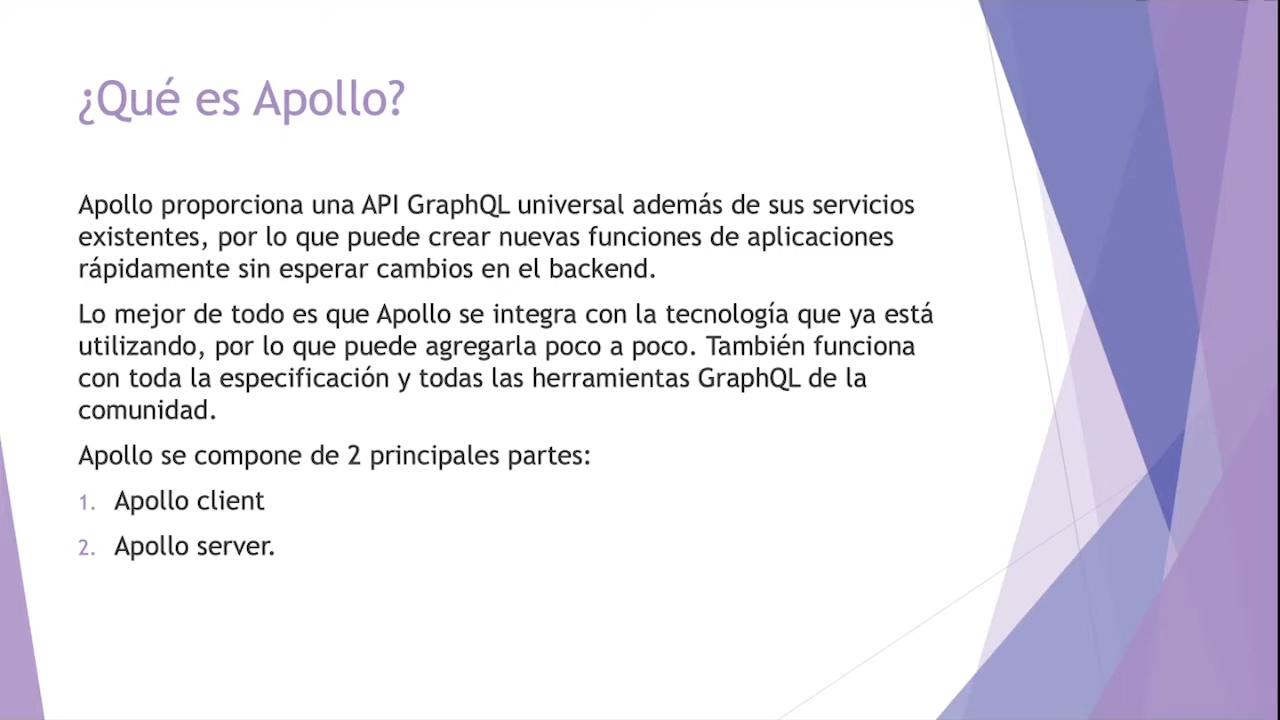 ¿Qué es Apollo?
Apollo proporciona una API GraphQL universal además de sus servicios
existentes, por lo que puede crear nuevas funciones de aplicaciones
rápidamente sin esperar cambios en el backend.
Lo mejor de todo es que Apollo se integra con la tecnología que ya está
utilizando, por lo que puede agregarla poco a poco. También funciona
con toda la especificación y todas las herramientas GraphQL de la
comunidad.
Apollo se compone de 2 principales partes:
1. Apollo client
2. Apollo server.